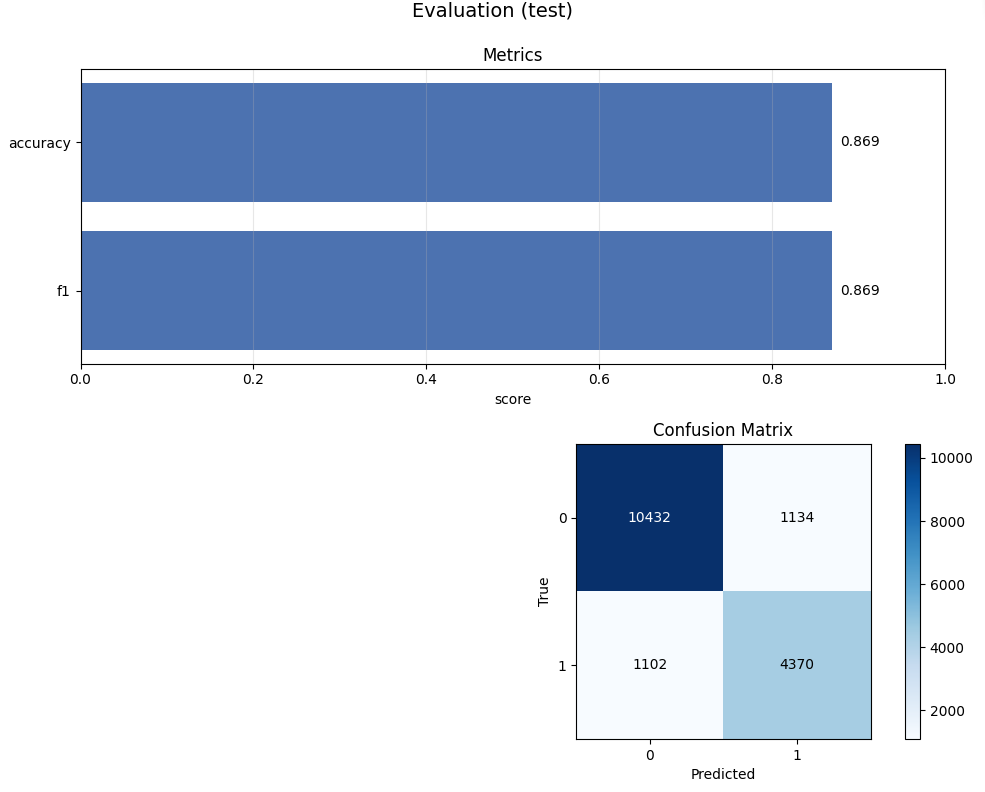 Evaluation (test)
Metrics
accuracy
0.869
f1
0.869
0.0 0.2 0.4 0.6 0.8 1.0
score
Confusion Matrix
0 10432 1134
1 1102 4370
True
0 1
Predicted
10000
8000
6000
4000
2000